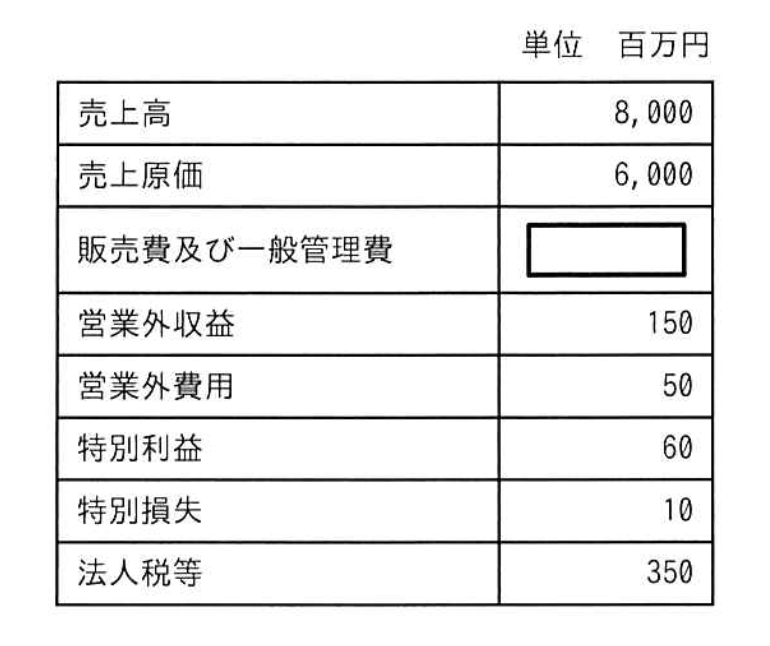 単位　百万円
売上高 8,000
売上原価 6,000
販売費及び一般管理費
営業外収益 150
営業外費用 50
特別利益 60
特別損失 10
法人税等 350